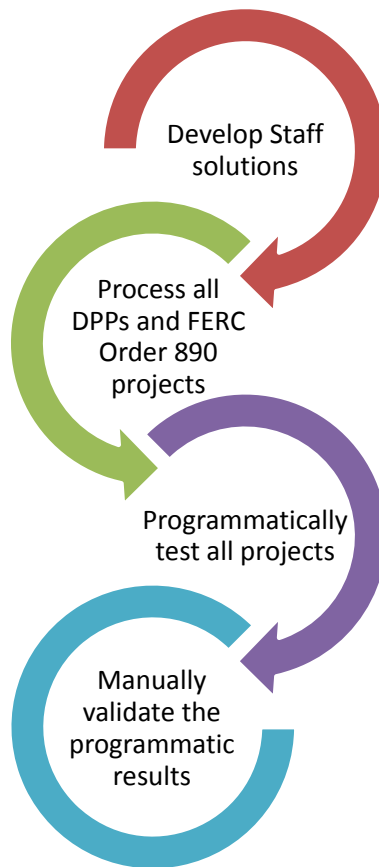 Develop Staff
solutions
Process all
DPPs and FERC
Order 890
projects
Programmatically
test all projects
Manually
validate the
programmatic
results